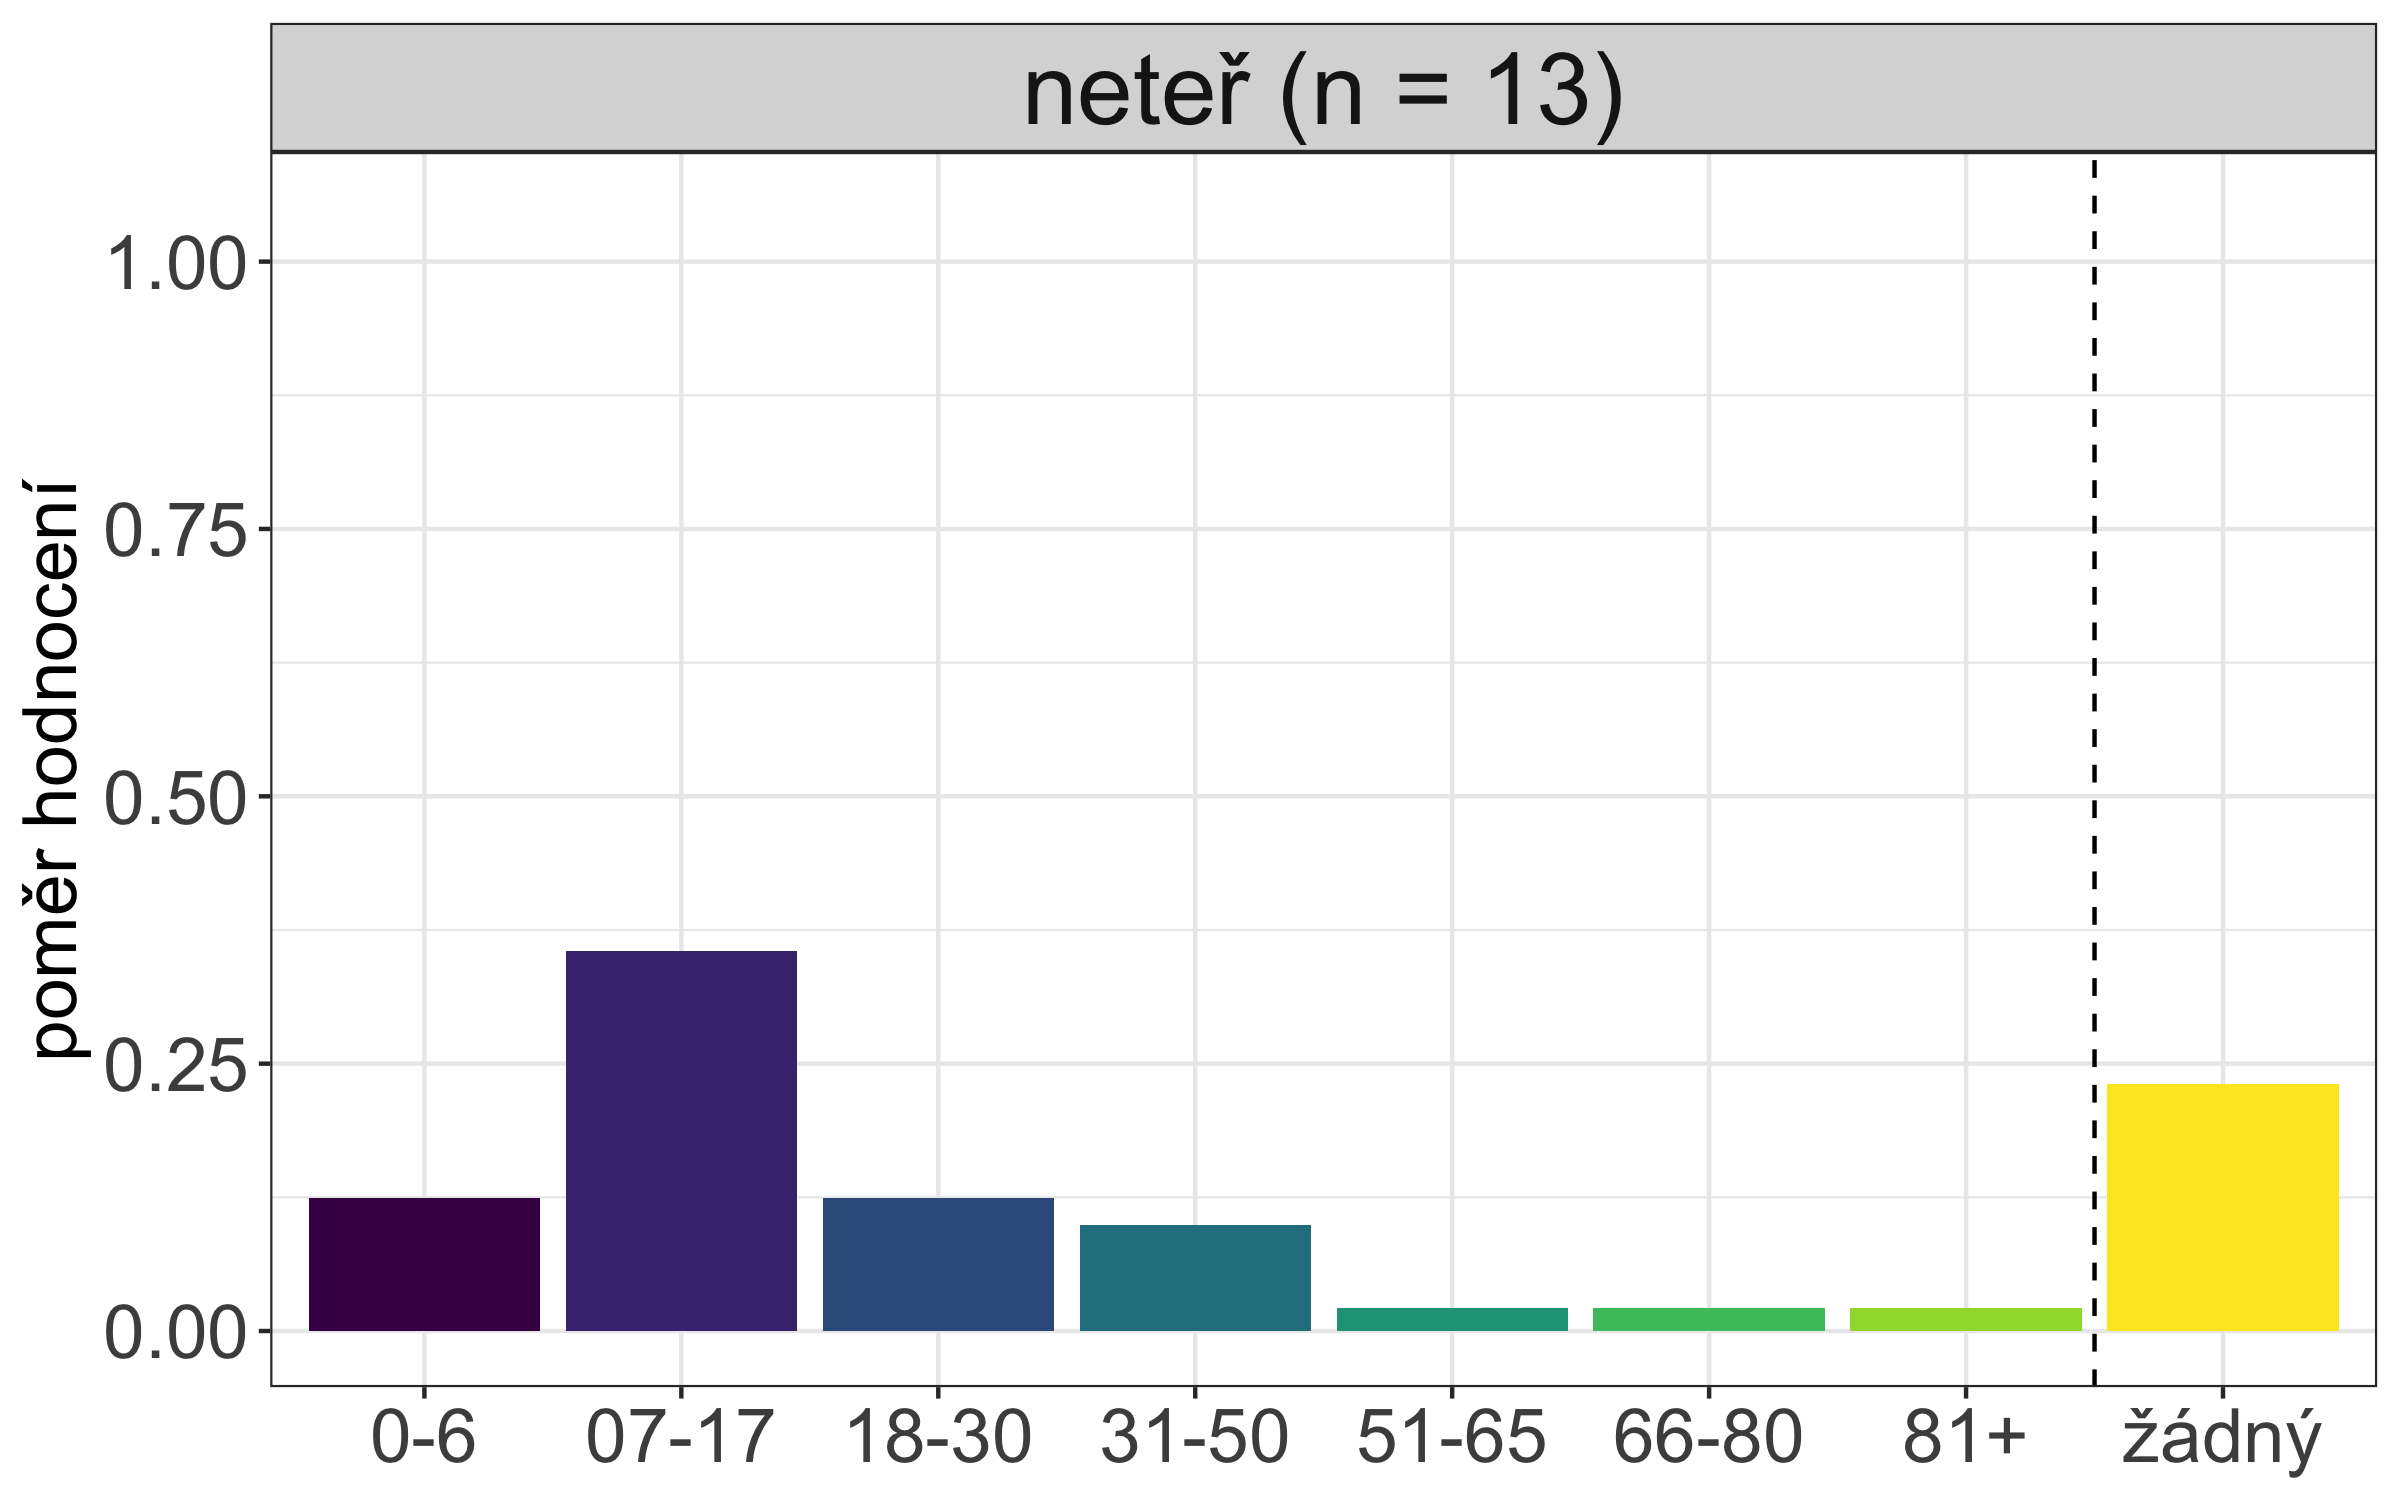 neteř (n = 13)
poměr hodnocení
1.00
0.75
0.50
0.25
0.00
0-6 07-17 18-30 31-50 51-65 66-80 81+ žádný